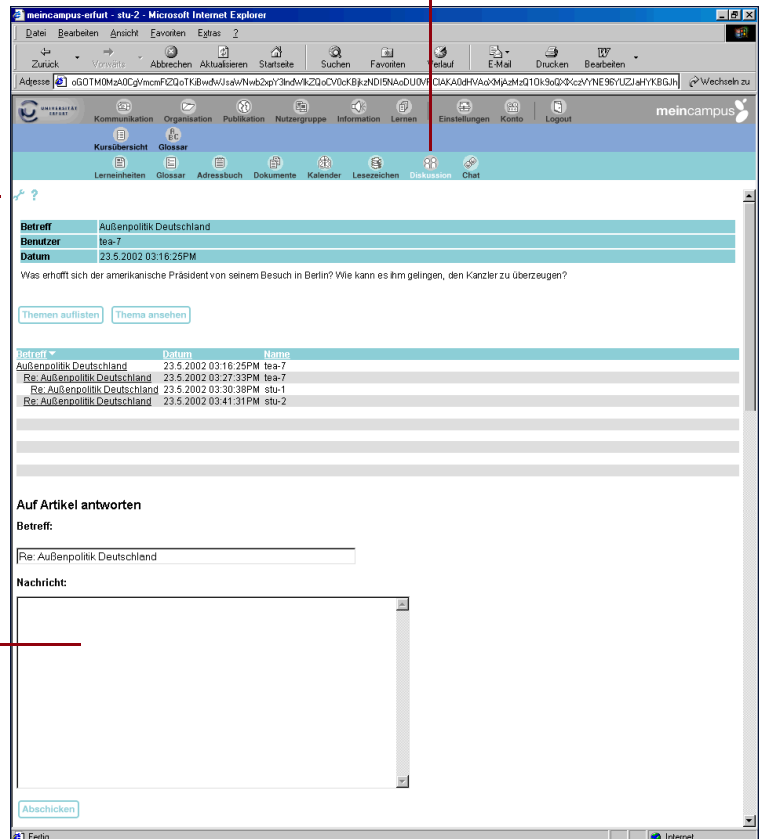 meincampus-erfurt - stu-2 - Microsoft Internet Explorer
Datei Bearbeiten Ansicht Favoriten Extras ?
Zurück Vorwärts Abbrechen Aktualisieren Startseite Suchen Favoriten Verlauf E-Mail Drucken Bearbeiten
Adresse Wechseln zu
UNIVERSITÄT ERFURT
Kommunikation Organisation Publikation Nutzergruppe Information Lernen Einstellungen Konto Logout
meincampus
Kursübersicht Glossar
Lerneinheiten Glossar Adressbuch Dokumente Kalender Lesezeichen Diskussion Chat
?
Betreff Außenpolitik Deutschland
Benutzer tea-7
Datum 23.5.2002 03:16:25PM
Was erhofft sich der amerikanische Präsident von seinem Besuch in Berlin? Wie kann es ihm gelingen, den Kanzler zu überzeugen?
Themen auflisten Thema ansehen
Betreff Datum Name
Außenpolitik Deutschland 23.5.2002 03:16:25PM tea-7
Re: Außenpolitik Deutschland 23.5.2002 03:27:33PM tea-7
Re: Außenpolitik Deutschland 23.5.2002 03:30:38PM stu-1
Re: Außenpolitik Deutschland 23.5.2002 03:41:31PM stu-2
Auf Artikel antworten
Betreff:
Re: Außenpolitik Deutschland
Nachricht:
Abschicken
Fertig Internet